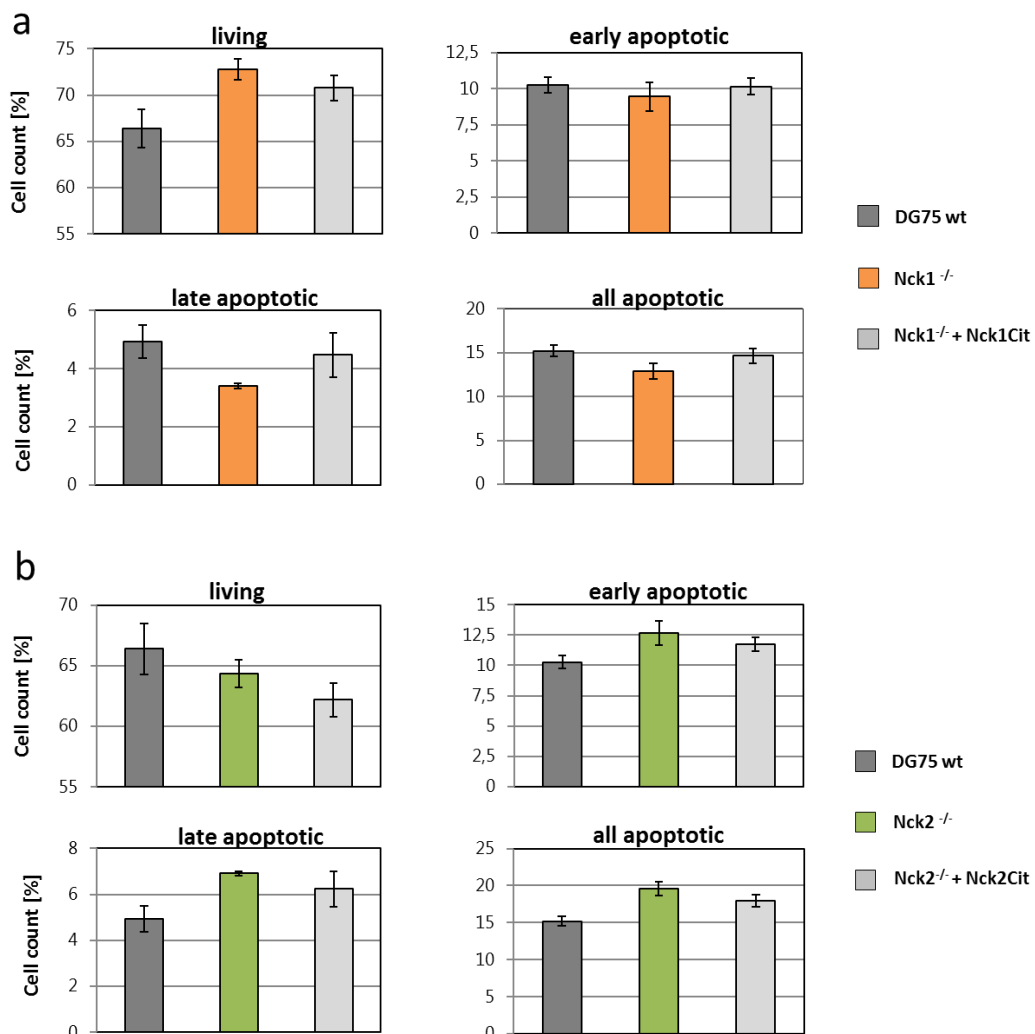 a
living
early apoptotic
Cell count [%]
75
70
65
60
55
12,5
10
7,5
5
2,5
0
DG75 wt
Nck1 -/-
Nck1-/- + Nck1Cit
late apoptotic
all apoptotic
Cell count [%]
6
4
2
0
20
15
10
5
0
b
living
early apoptotic
Cell count [%]
70
65
60
55
15
12,5
10
7,5
5
2,5
0
DG75 wt
Nck2 -/-
Nck2-/- + Nck2Cit
late apoptotic
all apoptotic
Cell count [%]
8
6
4
2
0
25
20
15
10
5
0